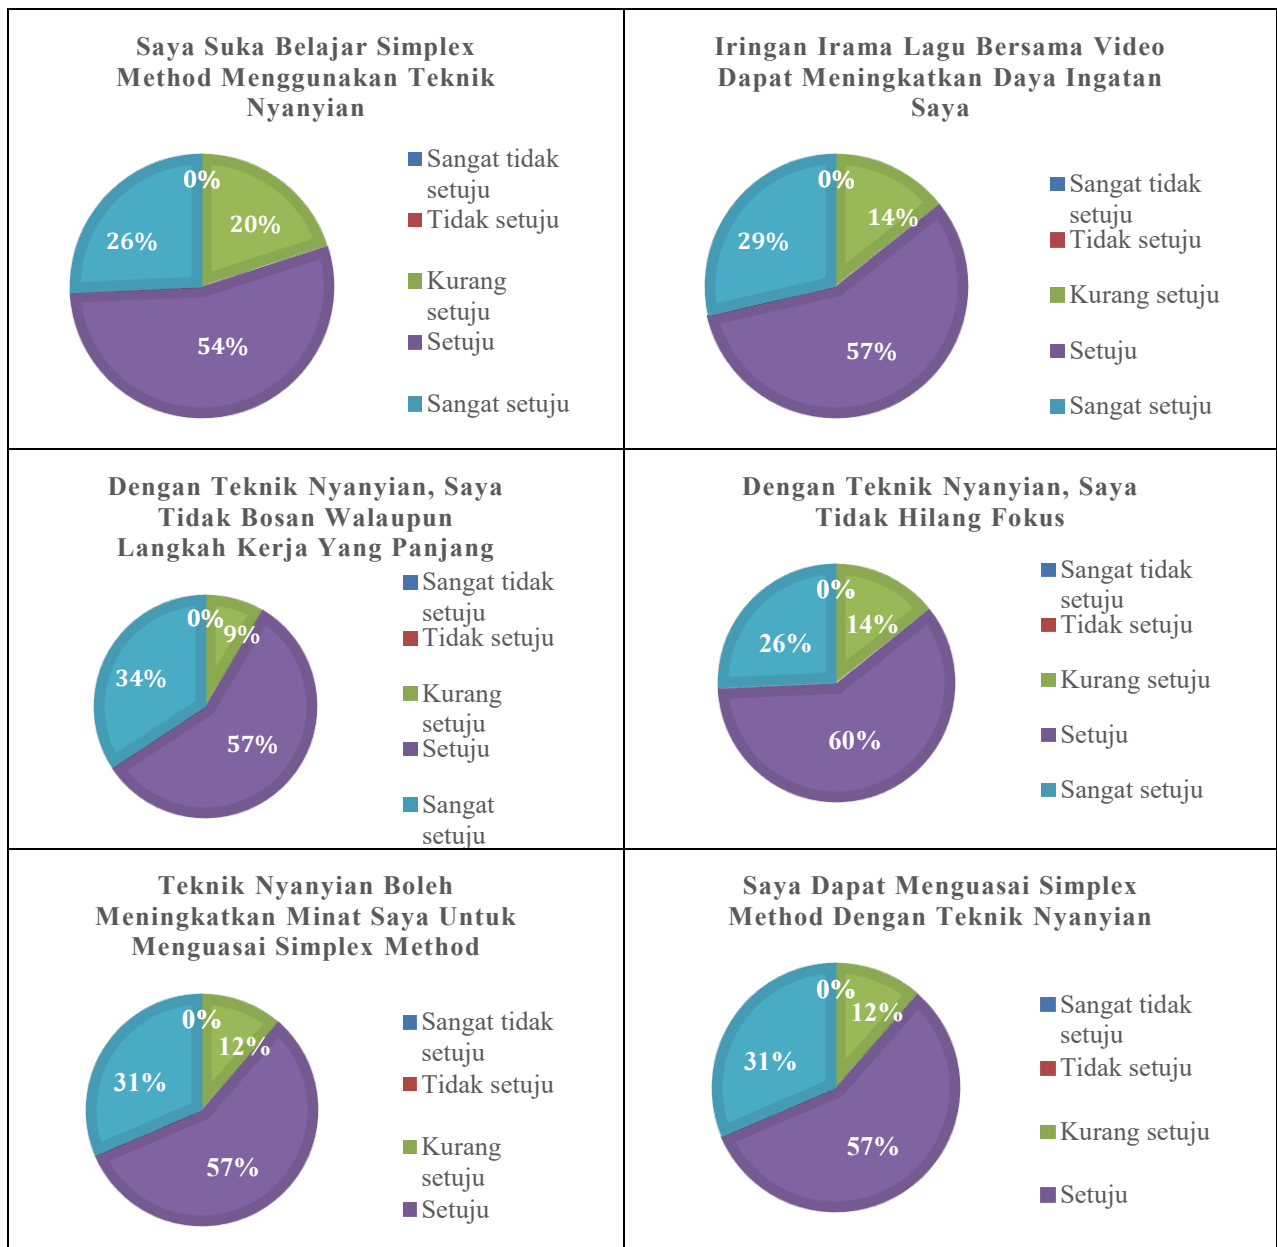 Saya Suka Belajar Simplex
Method Menggunakan Teknik
Nyanyian
0%
20%
26%
54%
Sangat tidak
setuju
Tidak setuju
Kurang
setuju
Setuju
Sangat setuju
Iringan Irama Lagu Bersama Video
Dapat Meningkatkan Daya Ingatan
Saya
0%
14%
29%
57%
Sangat tidak
setuju
Tidak setuju
Kurang setuju
Setuju
Sangat setuju
Dengan Teknik Nyanyian, Saya
Tidak Bosan Walaupun
Langkah Kerja Yang Panjang
0%
9%
34%
57%
Sangat tidak
setuju
Tidak setuju
Kurang
setuju
Setuju
Sangat
setuju
Dengan Teknik Nyanyian, Saya
Tidak Hilang Fokus
0%
14%
26%
60%
Sangat tidak
setuju
Tidak setuju
Kurang setuju
Setuju
Sangat setuju
Teknik Nyanyian Boleh
Meningkatkan Minat Saya Untuk
Menguasai Simplex Method
0%
12%
31%
57%
Sangat tidak
setuju
Tidak setuju
Kurang
setuju
Setuju
Saya Dapat Menguasai Simplex
Method Dengan Teknik Nyanyian
0%
12%
31%
57%
Sangat tidak
setuju
Tidak setuju
Kurang setuju
Setuju